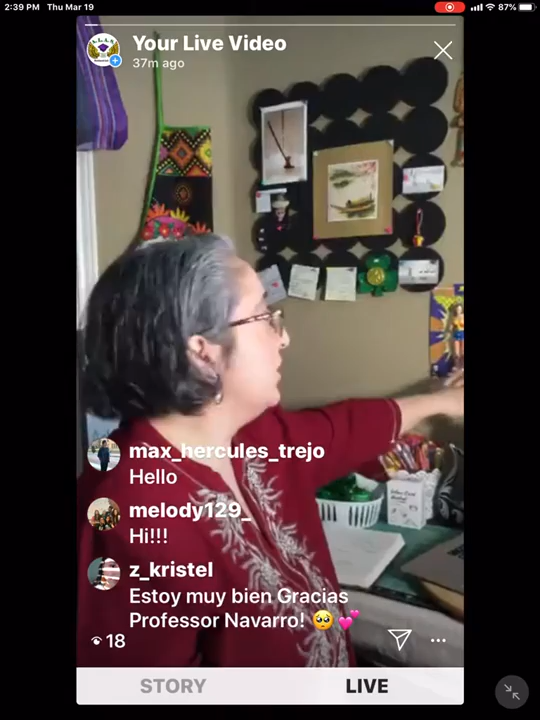 2:39 PM Thu Mar 19
87%
Your Live Video
37m ago
max_hercules_trejo
Hello
melody129_
Hi!!!
z_kristel
Estoy muy bien Gracias
Professor Navarro! 🥺💕
18
STORY
LIVE